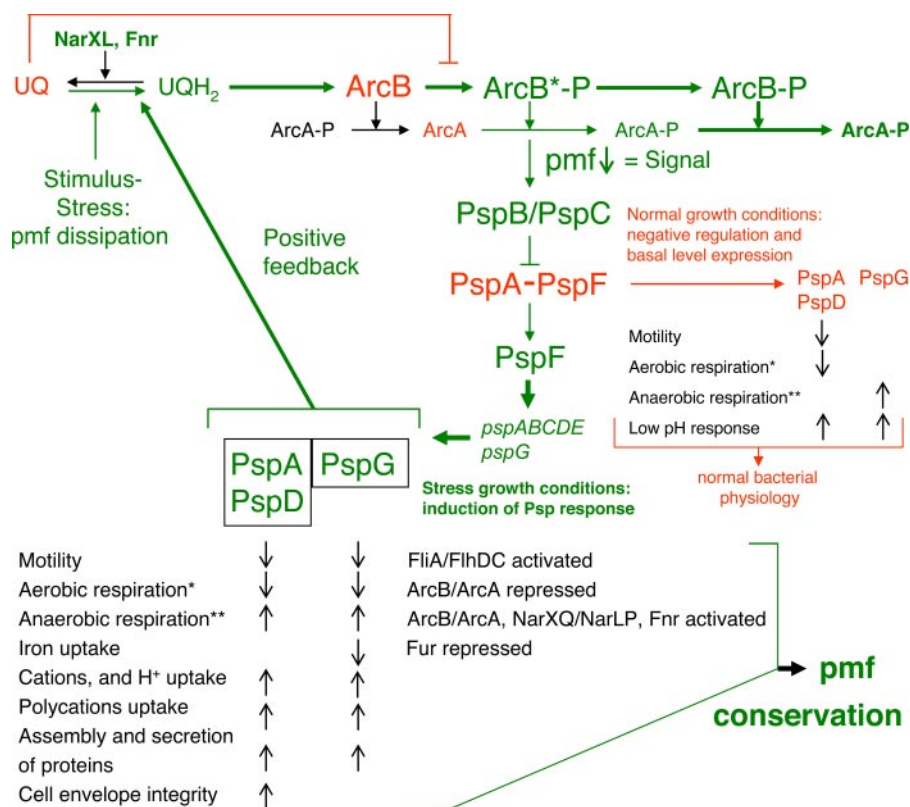 NarXL, Fnr
UQ
UQH2
ArcB
ArcB*-P
ArcB-P
ArcA-P
ArcA
ArcA-P
ArcA-P
pmf↓ = Signal
Stimulus-
Stress:
pmf dissipation
Positive
feedback
PspB/PspC
PspA-PspF
PspF
pspABCDE
pspG
Normal growth conditions:
negative regulation and
basal level expression
PspA PspG
PspD
Motility ↓
Aerobic respiration* ↓
Anaerobic respiration** ↑
Low pH response ↑ ↑
normal bacterial
physiology
Stress growth conditions:
induction of Psp response
PspA PspG
PspD
Motility ↓ ↓ FliA/FlhDC activated
Aerobic respiration* ↓ ↓ ArcB/ArcA repressed
Anaerobic respiration** ↑ ↑ ArcB/ArcA, NarXQ/NarLP, Fnr activated
Iron uptake ↓ Fur repressed
Cations, and H+ uptake ↑ ↑
Polycations uptake ↑ ↑
Assembly and secretion
of proteins ↑ ↑
Cell envelope integrity ↑
pmf
conservation